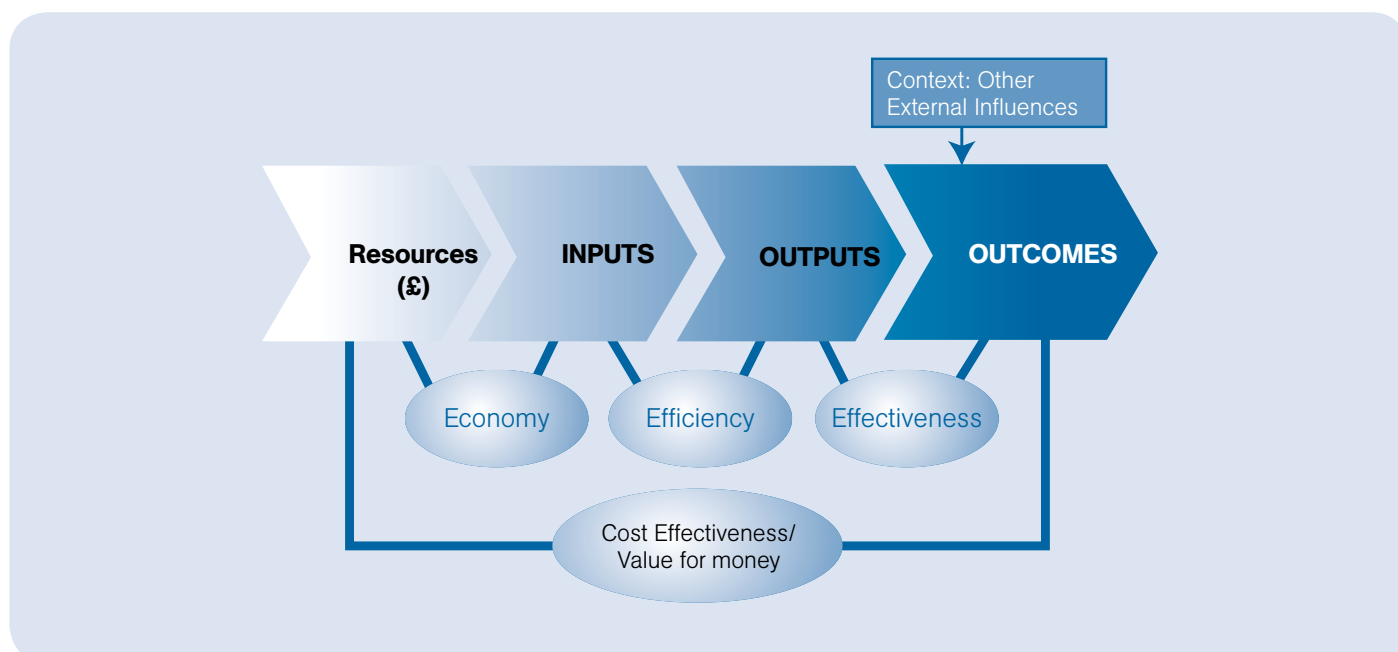 Context: Other
External Influences
Resources
(£)
INPUTS
OUTPUTS
OUTCOMES
Economy
Efficiency
Effectiveness
Cost Effectiveness/
Value for money